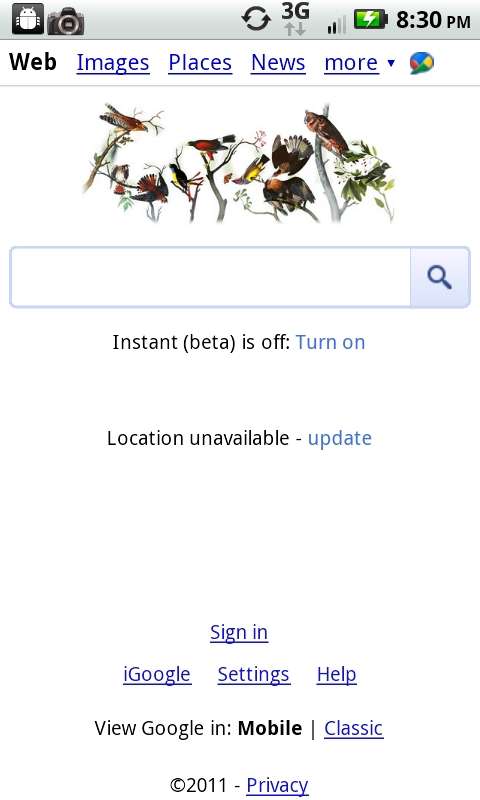 3G 8:30 PM
Web Images Places News more ▼
Instant (beta) is off: Turn on
Location unavailable - update
Sign in
iGoogle Settings Help
View Google in: Mobile | Classic
©2011 - Privacy